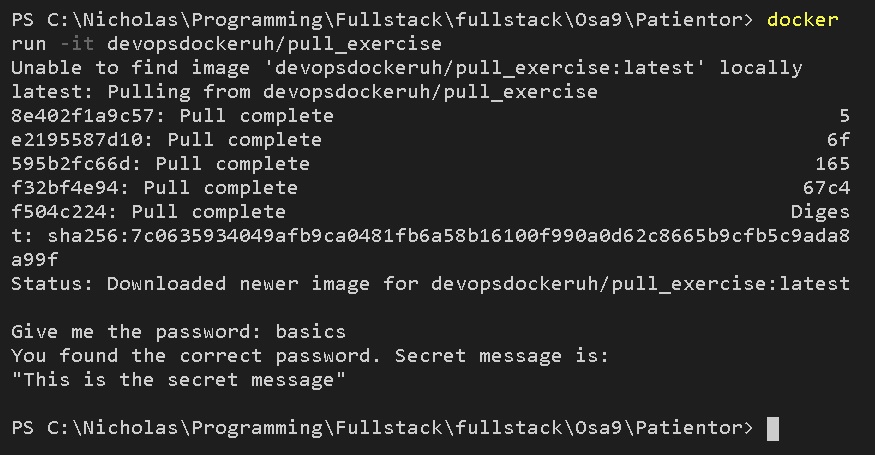 PS C:\Nicholas\Programming\Fullstack\fullstack\Osa9\Patientor> docker
run -it devopsdockeruh/pull_exercise
Unable to find image 'devopsdockeruh/pull_exercise:latest' locally
latest: Pulling from devopsdockeruh/pull_exercise
8e402f1a9c57: Pull complete 5
e2195587d10: Pull complete 6f
595b2fc66d: Pull complete 165
f32bf4e94: Pull complete 67c4
f504c224: Pull complete Diges
t: sha256:7c0635934049afb9ca0481fb6a58b16100f990a0d62c8665b9cfb5c9ada8
a99f
Status: Downloaded newer image for devopsdockeruh/pull_exercise:latest
Give me the password: basics
You found the correct password. Secret message is:
"This is the secret message"
PS C:\Nicholas\Programming\Fullstack\fullstack\Osa9\Patientor>